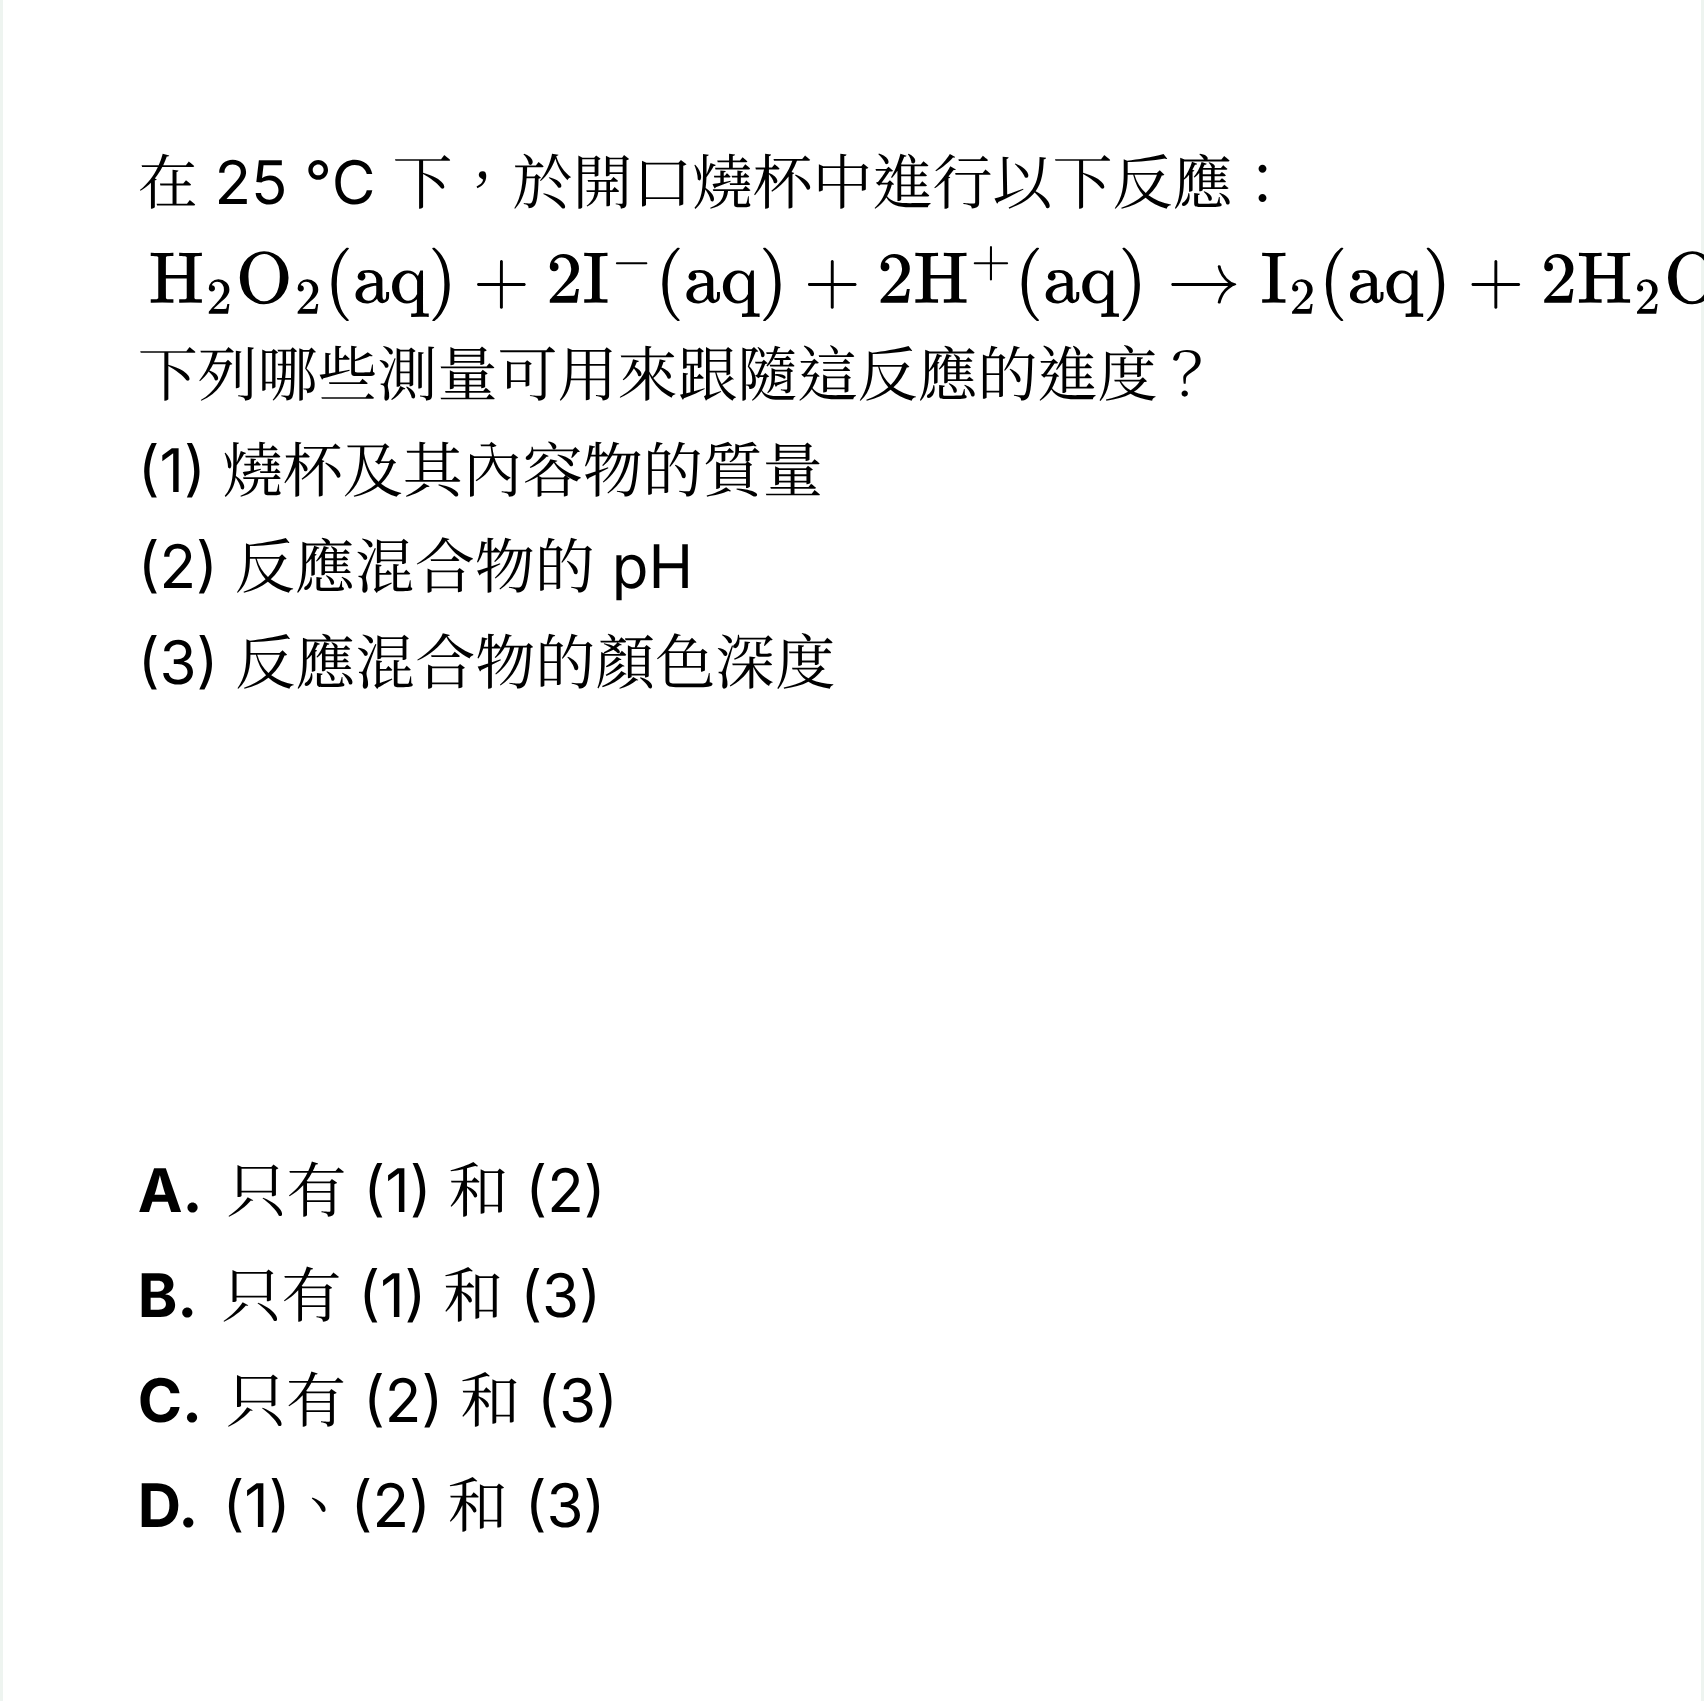 在 25 °C 下，於開口燒杯中進行以下反應：
H₂O₂(aq) + 2I⁻(aq) + 2H⁺(aq) → I₂(aq) + 2H₂O
下列哪些測量可用來跟隨這反應的進度？
(1) 燒杯及其內容物的質量
(2) 反應混合物的 pH
(3) 反應混合物的顏色深度
A. 只有 (1) 和 (2)
B. 只有 (1) 和 (3)
C. 只有 (2) 和 (3)
D. (1)、(2) 和 (3)